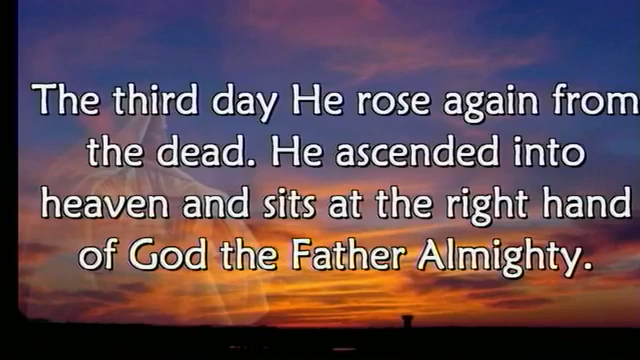 The third day He rose again from
the dead. He ascended into
heaven and sits at the right hand
of God the Father Almighty.